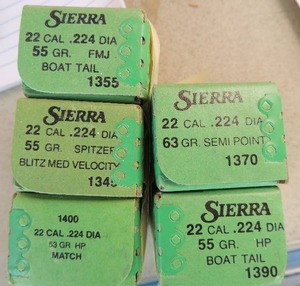 SIERRA
22 CAL .224 DIA
55 GR. FMJ
BOAT TAIL
1355
SIERRA
22 CAL .224 DIA
55 GR. SPITZER
BLITZ MED VELOCITY
1345
1400
22 CAL .224 DIA
53 GR HP
MATCH
SIERRA
22 CAL .224 DIA
63 GR. SEMI POINT
1370
SIERRA
22 CAL .224 DIA
55 GR. HP
BOAT TAIL
1390